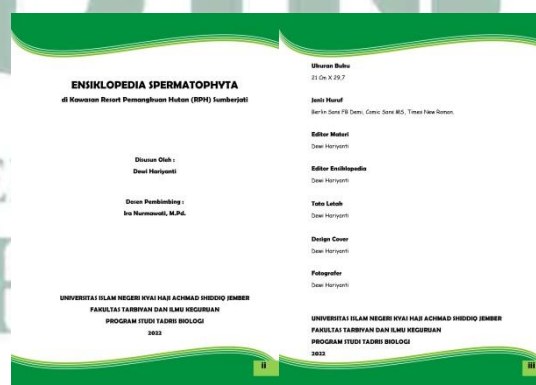 ENSIKLOPEDIA SPERMATOPHYTA
di Kawasan Resort Pemangkuan Hutan (RPH) Sumberjati
Disusun Oleh :
Dewi Hariyanti
Dosen Pembimbing :
Ira Nurmawati, M.Pd.
UNIVERSITAS ISLAM NEGERI KYAI HAJI ACHMAD SHIDDIQ JEMBER
FAKULTAS TARBIYAH DAN ILMU KEGURUAN
PROGRAM STUDI TADRIS BIOLOGI
2022
ii
Ukuran Buku
21 Cm X 29,7
Jenis Huruf
Berlin Sans FB Demi, Comic Sans MS, Times New Roman.
Editor Materi
Dewi Hariyanti
Editor Ensiklopedia
Dewi Hariyanti
Tata Letak
Dewi Hariyanti
Design Cover
Dewi Hariyanti
Fotografer
Dewi Hariyanti
UNIVERSITAS ISLAM NEGERI KYAI HAJI ACHMAD SHIDDIQ JEMBER
FAKULTAS TARBIYAH DAN ILMU KEGURUAN
PROGRAM STUDI TADRIS BIOLOGI
2022
iii